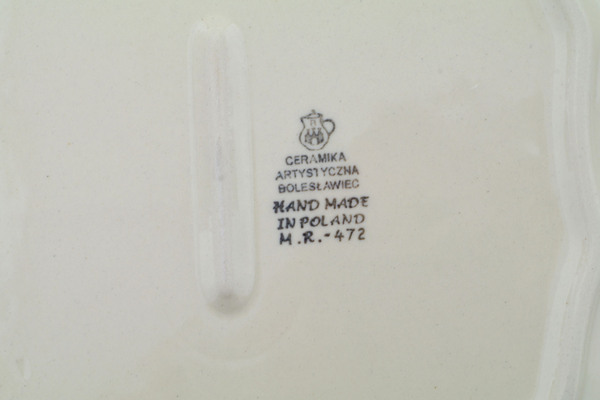 CERAMIKA
ARTYSTYCZNA
BOLESŁAWIEC
HAND MADE
IN POLAND
M.R.-472